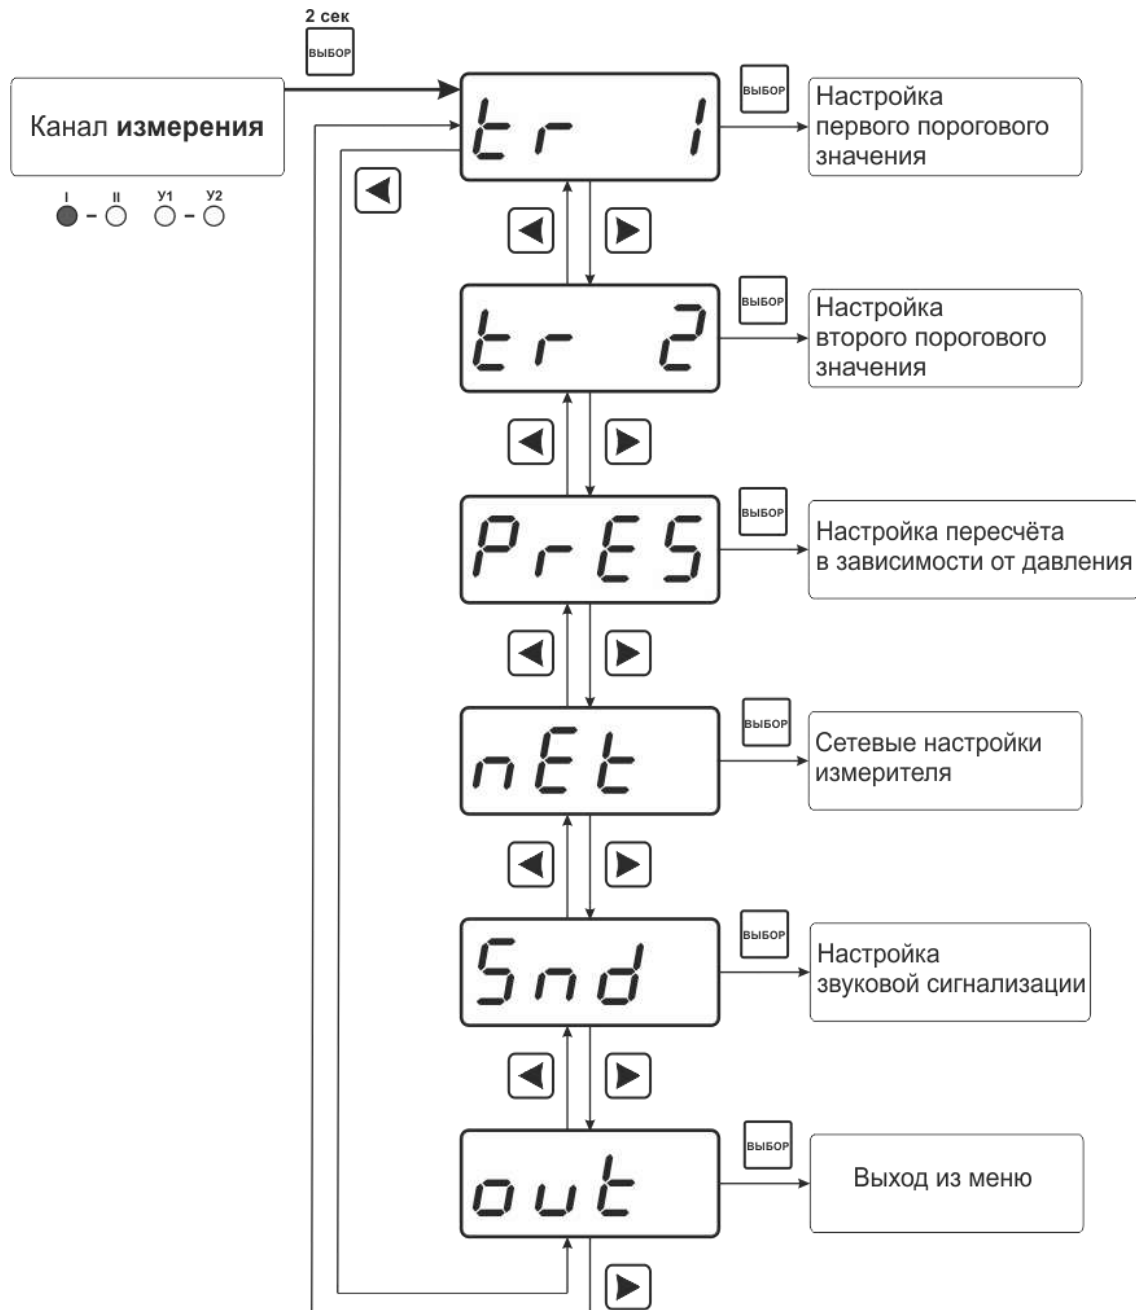 2 сек
ВЫБОР
Канал измерения
I II У1 У2
tr 1
ВЫБОР
Настройка
первого порогового
значения
tr 2
ВЫБОР
Настройка
второго порогового
значения
PrES
ВЫБОР
Настройка пересчёта
в зависимости от давления
nEt
ВЫБОР
Сетевые настройки
измерителя
Snd
ВЫБОР
Настройка
звуковой сигнализации
out
ВЫБОР
Выход из меню